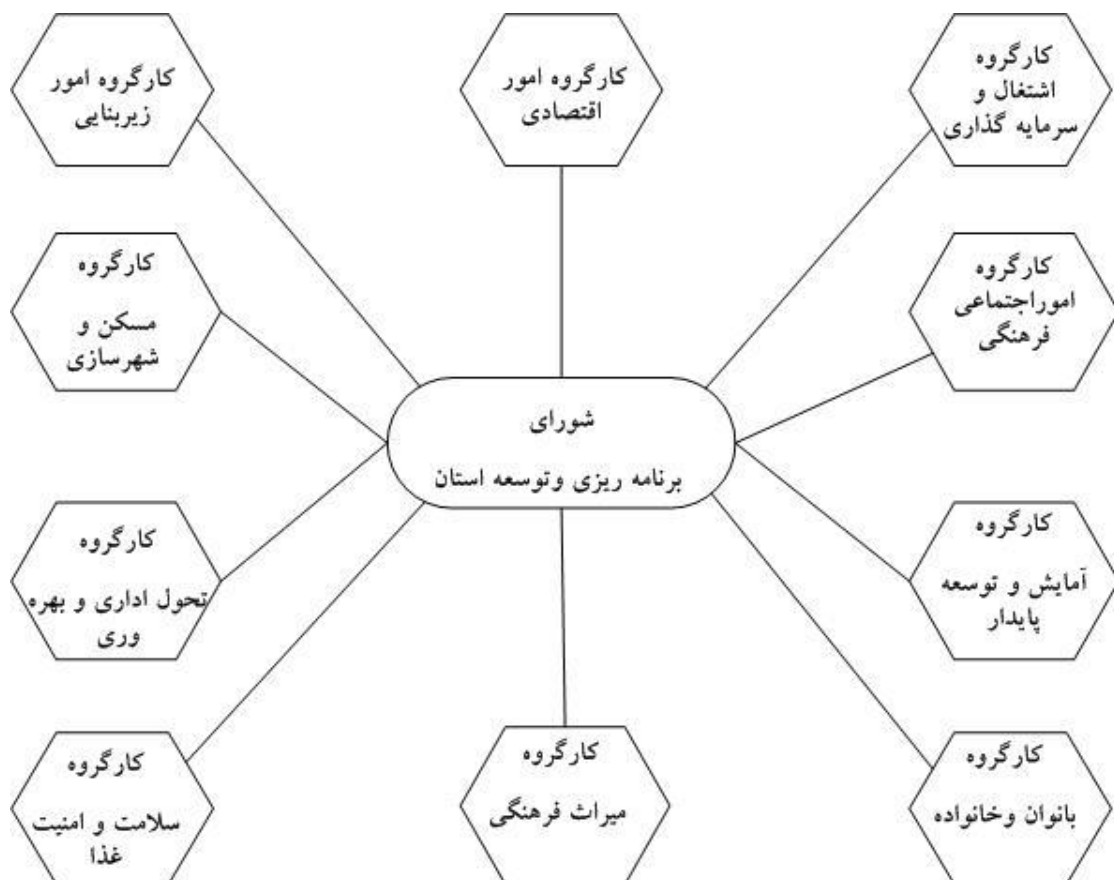 کارگروه
اشتغال و
سرمایه گذاری
کارگروه امور
اقتصادی
کارگروه امور
زیربنایی
کارگروه
اموراجتماعی
فرهنگی
کارگروه
مسکن و
شهرسازی
شورای
برنامه ریزی وتوسعه استان
کارگروه
آمایش و توسعه
پایدار
کارگروه
تحول اداری و بهره
وری
کارگروه
بانوان وخانواده
کارگروه
میراث فرهنگی
کارگروه
سلامت و امنیت
غذا